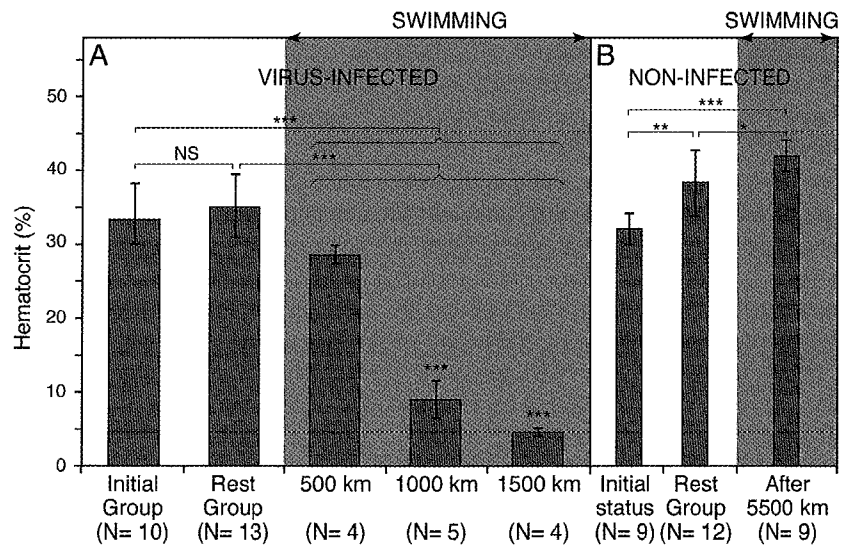 SWIMMING SWIMMING
A B
VIRUS-INFECTED NON-INFECTED
50
*** ***
** *
NS ***
40
30
20
10
*** ***
0
Hematocrit (%)
Initial Rest 500 km 1000 km 1500 km Initial Rest After
Group Group status Group 5500 km
(N= 10) (N= 13) (N= 4) (N= 5) (N= 4) (N= 9) (N= 12) (N= 9)